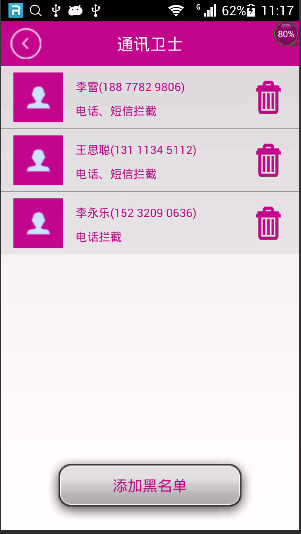 62% 11:17
通讯卫士
80%
李雷(188 7782 9806)
电话、短信拦截
王思聪(131 1134 5112)
电话、短信拦截
李永乐(152 3209 0636)
电话拦截
添加黑名单